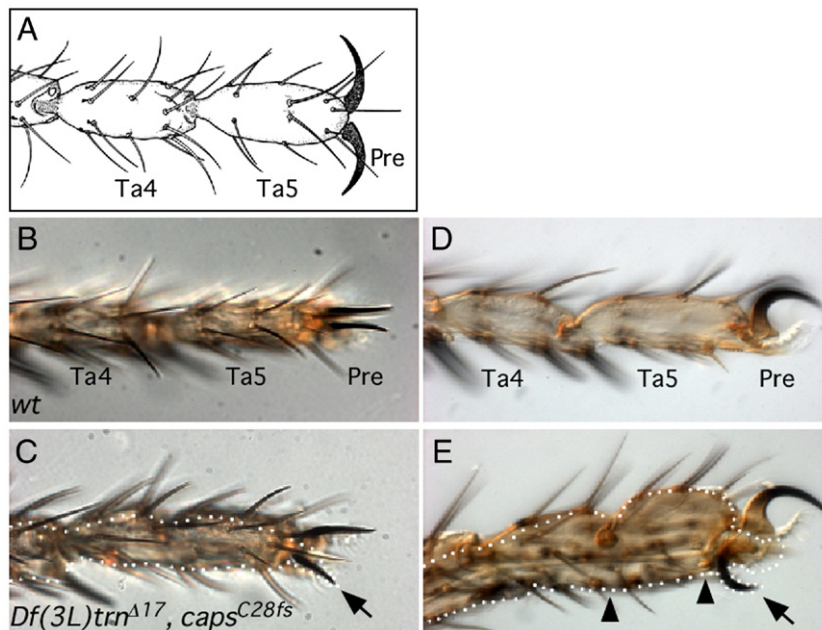 A
Ta4
Ta5
Pre
B
Ta4
Ta5
Pre
wt
D
Ta4
Ta5
Pre
C
Df(3L)trnΔ17, capsC28fs
E